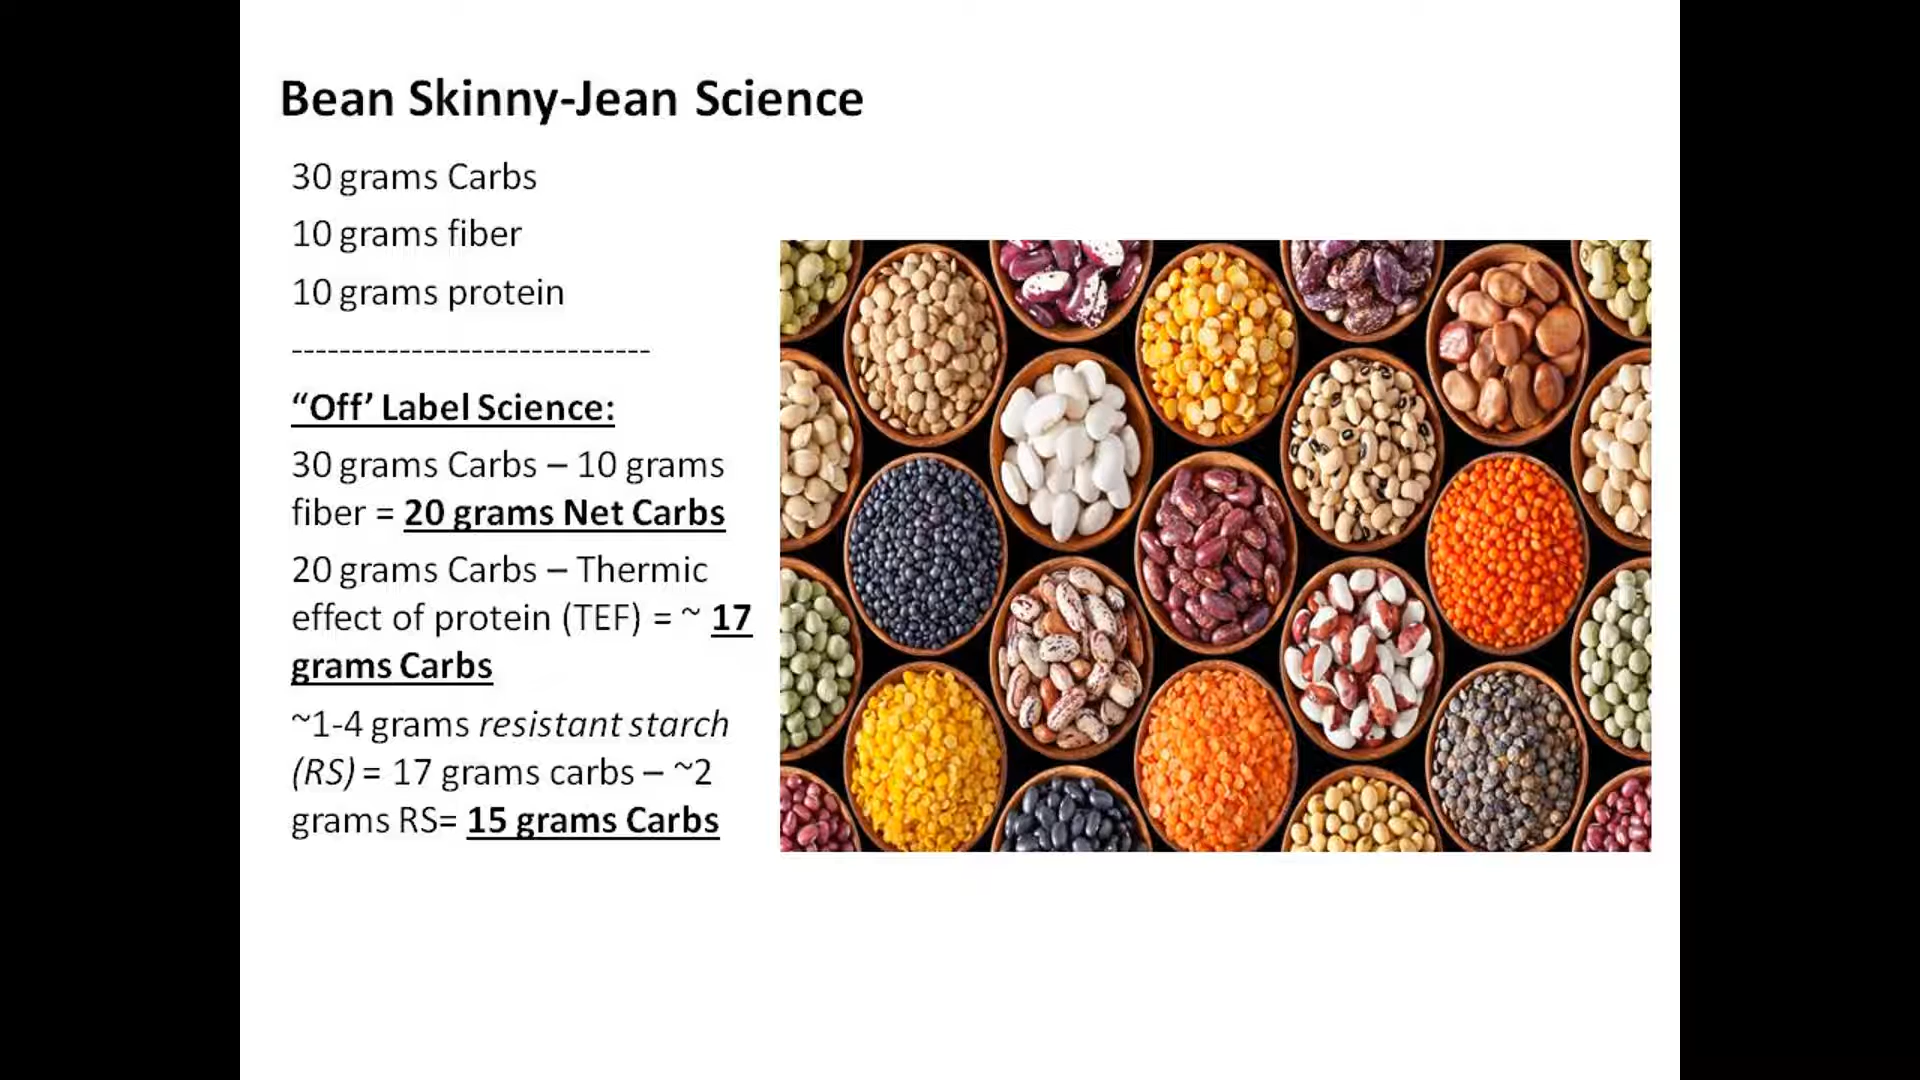 Bean Skinny-Jean Science
30 grams Carbs
10 grams fiber
10 grams protein
------------------------------
“Off’ Label Science:
30 grams Carbs – 10 grams
fiber = 20 grams Net Carbs
20 grams Carbs – Thermic
effect of protein (TEF) = ~ 17
grams Carbs
~1-4 grams resistant starch
(RS) = 17 grams carbs – ~2
grams RS= 15 grams Carbs